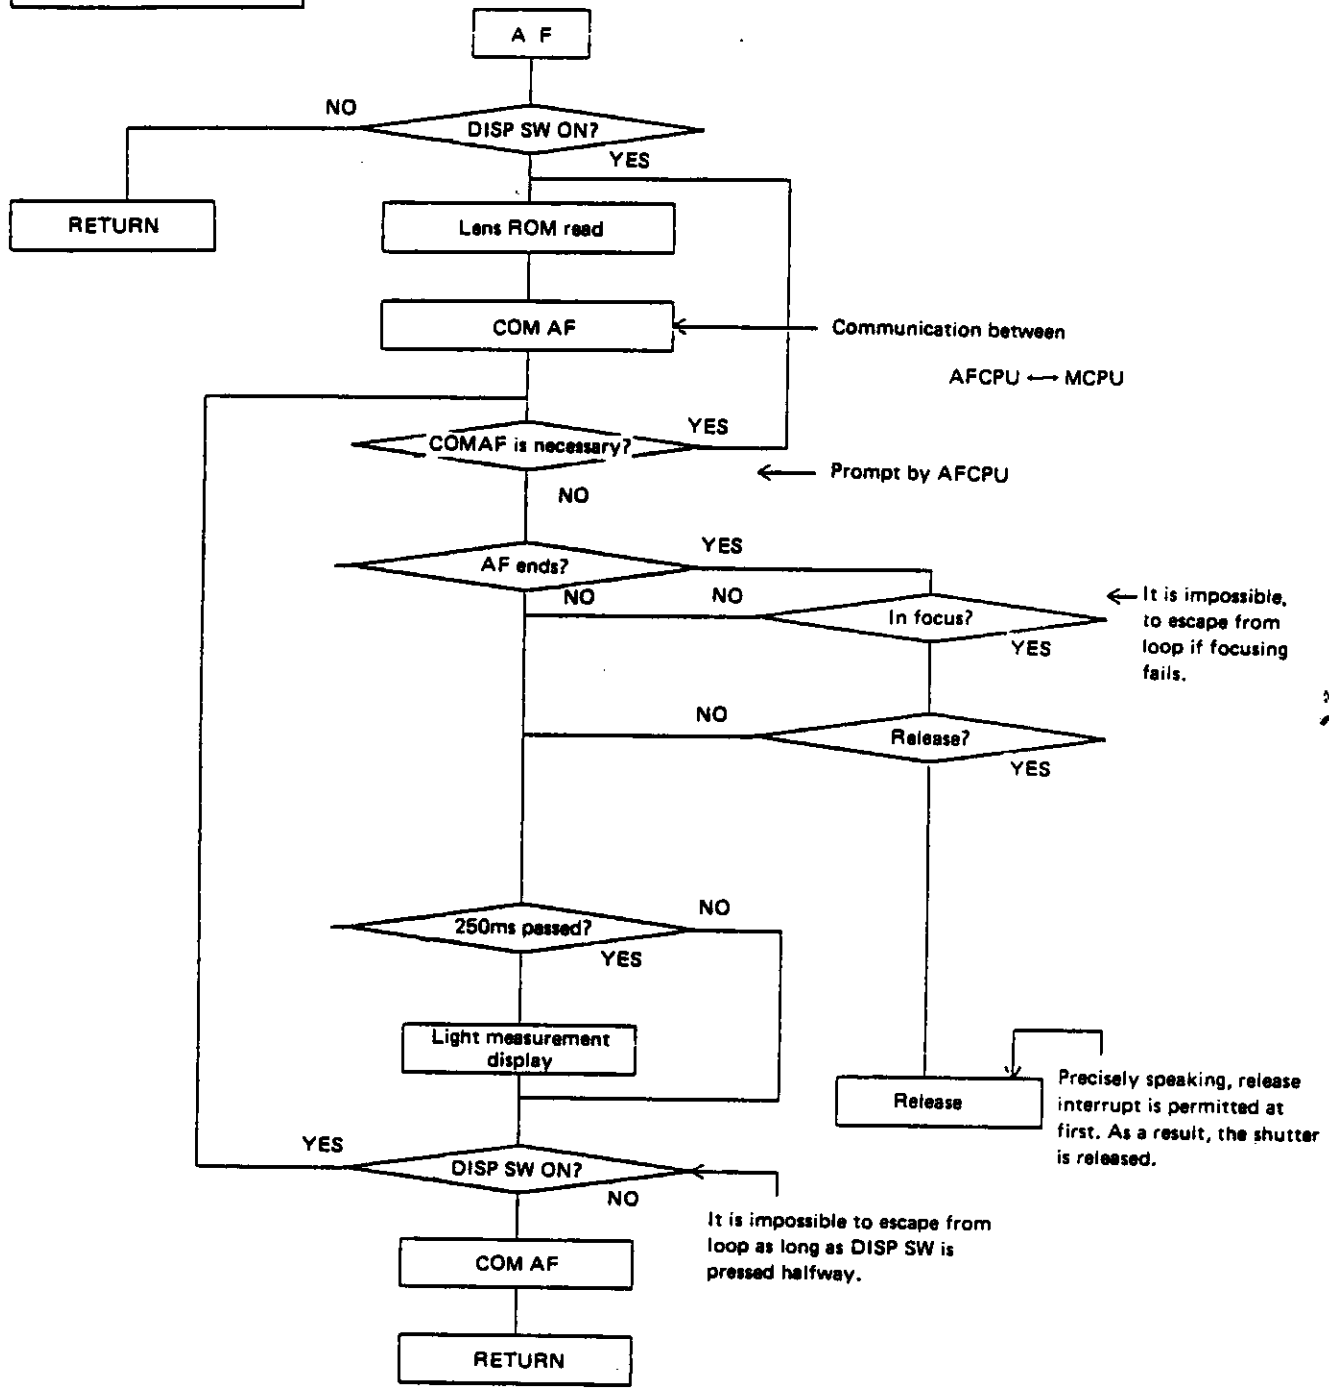 A F
NO
DISP SW ON?
YES
RETURN
Lens ROM read
COM AF
Communication between
AFCPU ←→ MCPU
YES
COMAF is necessary?
Prompt by AFCPU
NO
YES
AF ends?
NO
NO
In focus?
YES
It is impossible,
to escape from
loop if focusing
fails.
NO
Release?
YES
NO
250ms passed?
YES
Light measurement
display
Release
Precisely speaking, release
interrupt is permitted at
first. As a result, the shutter
is released.
YES
DISP SW ON?
NO
It is impossible to escape from
loop as long as DISP SW is
pressed halfway.
COM AF
RETURN